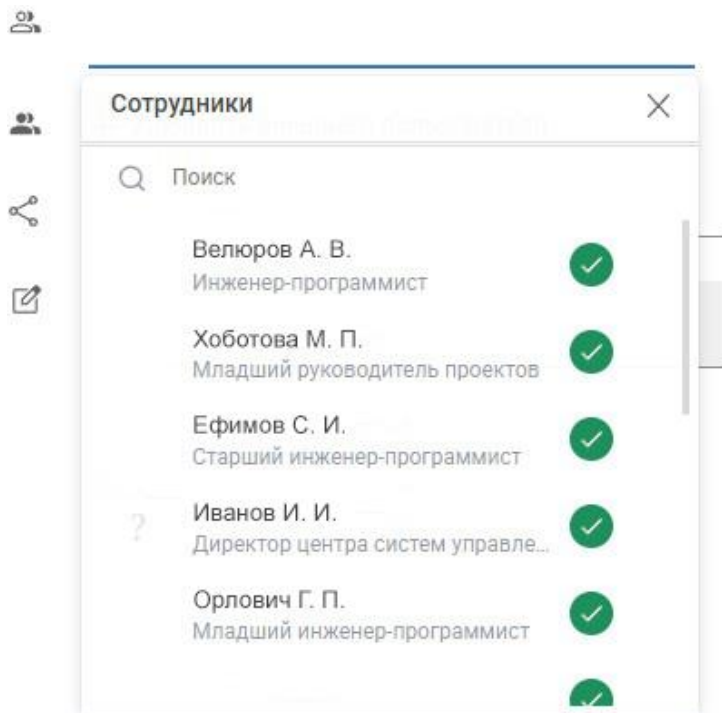 Сотрудники
Поиск
Велюров А. В.
Инженер-программист
Хоботова М. П.
Младший руководитель проектов
Ефимов С. И.
Старший инженер-программист
?
Иванов И. И.
Директор центра систем управле...
Орлович Г. П.
Младший инженер-программист